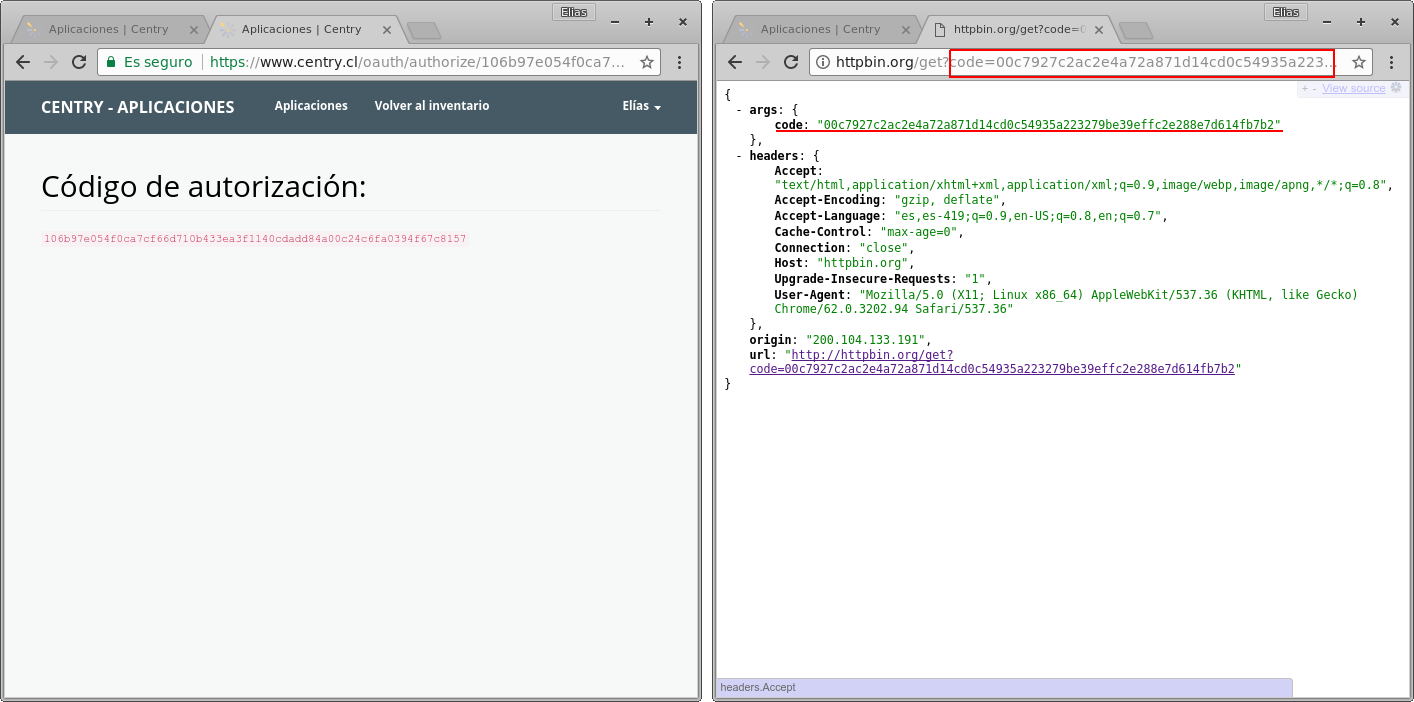 Elías
Aplicaciones | Centry
Aplicaciones | Centry
Es seguro
https://www.centry.cl/oauth/authorize/106b97e054f0ca7...
CENTRY - APLICACIONES
Aplicaciones
Volver al inventario
Elías
Código de autorización:
106b97e054f0ca7cf66d710b433ea3f1140cdadd84a00c24c6fa0394f67c8157
Elías
Aplicaciones | Centry
httpbin.org/get?code=0
httpbin.org/get?code=00c7927c2ac2e4a72a871d14cd0c54935a223...
+ - View source
{
- args: {
code: "00c7927c2ac2e4a72a871d14cd0c54935a223279be39effc2e288e7d614fb7b2"
},
- headers: {
Accept:
"text/html,application/xhtml+xml,application/xml;q=0.9,image/webp,image/apng,*/*;q=0.8",
Accept-Encoding: "gzip, deflate",
Accept-Language: "es,es-419;q=0.9,en-US;q=0.8,en;q=0.7",
Cache-Control: "max-age=0",
Connection: "close",
Host: "httpbin.org",
Upgrade-Insecure-Requests: "1",
User-Agent: "Mozilla/5.0 (X11; Linux x86_64) AppleWebKit/537.36 (KHTML, like Gecko)
Chrome/62.0.3202.94 Safari/537.36"
},
origin: "200.104.133.191",
url: "http://httpbin.org/get?
code=00c7927c2ac2e4a72a871d14cd0c54935a223279be39effc2e288e7d614fb7b2"
}
headers.Accept